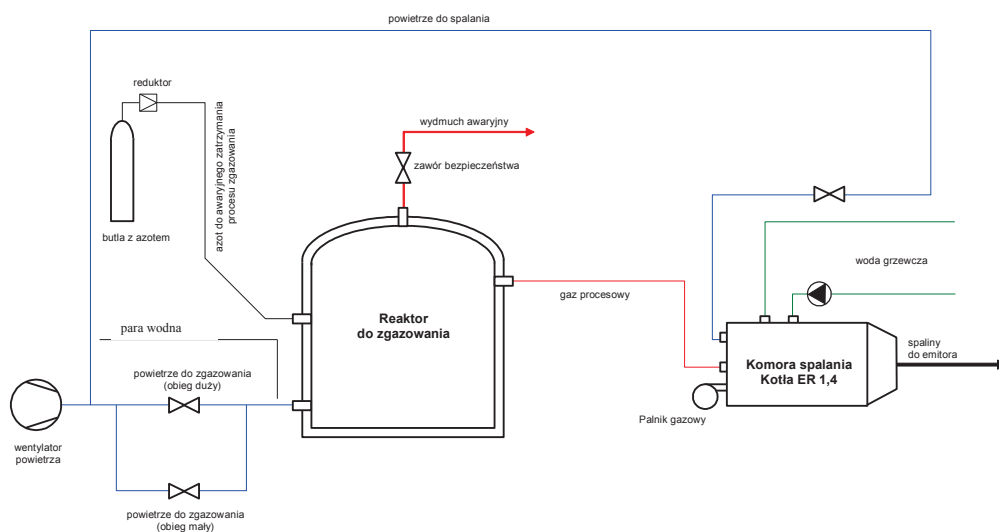 powietrze do spalania
reduktor
azot do awaryjnego zatrzymania
procesu zgazowania
butla z azotem
wydmuch awaryjny
zawór bezpieczeństwa
woda grzewcza
gaz procesowy
Reaktor
do zgazowania
para wodna
powietrze do zgazowania
(obieg duży)
Komora spalania
Kotła ER 1,4
spaliny
do emitora
Palnik gazowy
wentylator
powietrza
powietrze do zgazowania
(obieg mały)